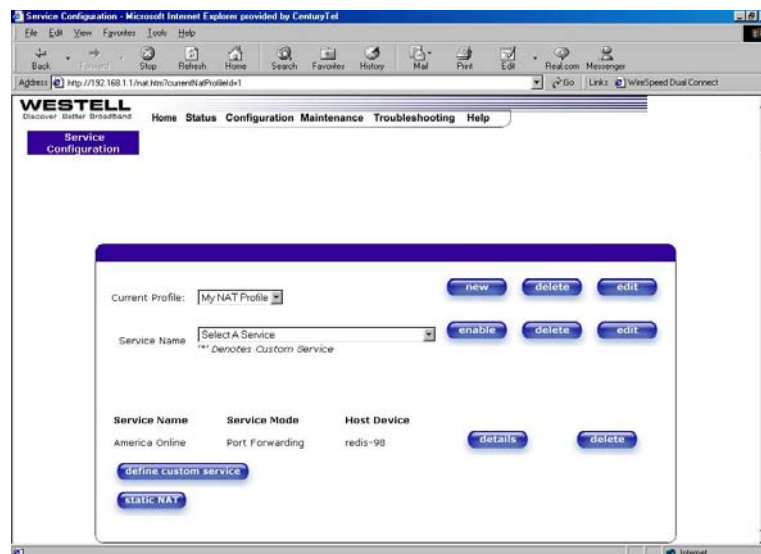 Service Configuration - Microsoft Internet Explorer provided by CenturyTel
File Edit View Favorites Tools Help
Back Forward Stop Refresh Home Search Favorites History Mail Print Edit Real.com Messenger
Address http://192.168.1.1/nat.htm?currentNatProfileId=1 Go Links WireSpeed Dual Connect
WESTELL
Discover Better Broadband
Home Status Configuration Maintenance Troubleshooting Help
Service
Configuration
Current Profile: My NAT Profile new delete edit
Service Name Select A Service enable delete edit
"*" Denotes Custom Service
Service Name Service Mode Host Device
America Online Port Forwarding redis-98 details delete
define custom service
static NAT
Internet